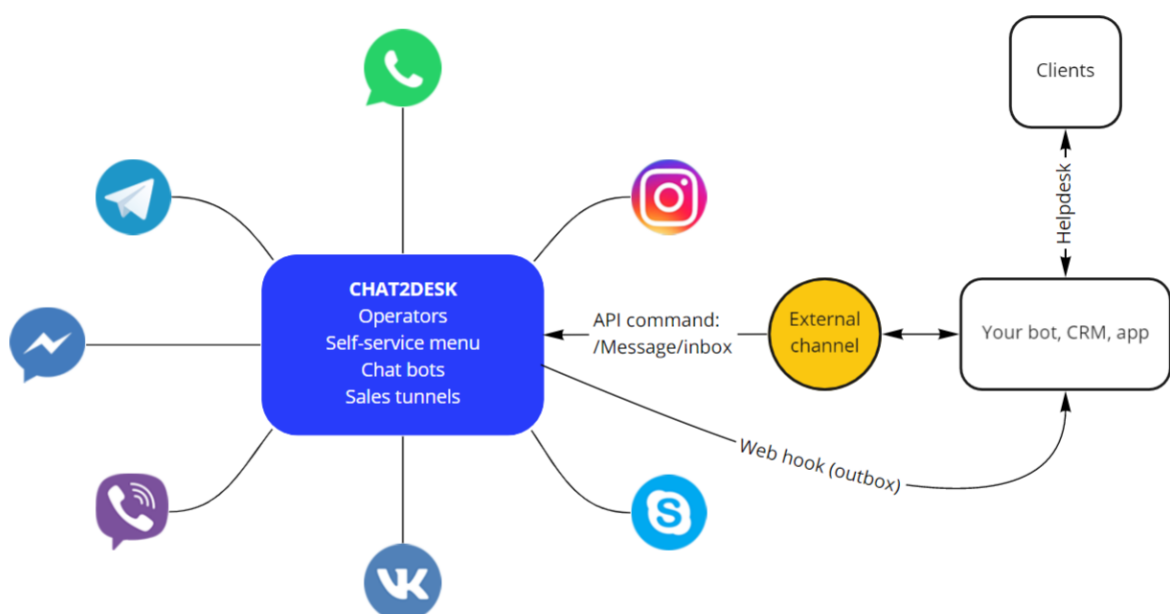 Clients
Helpdesk
CHAT2DESK
Operators
Self-service menu
Chat bots
Sales tunnels
API command:
/Message/inbox
External
channel
Your bot, CRM, app
Web hook (outbox)